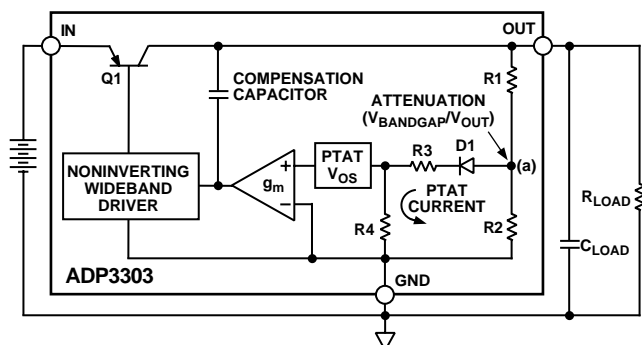 IN
OUT
Q1
COMPENSATION
CAPACITOR
R1
ATTENUATION
(VBANDGAP/VOUT)
NONINVERTING
WIDEBAND
DRIVER
gm
+
−
PTAT
VOS
R3
D1
(a)
PTAT
CURRENT
R4
R2
RLOAD
CLOAD
ADP3303
GND